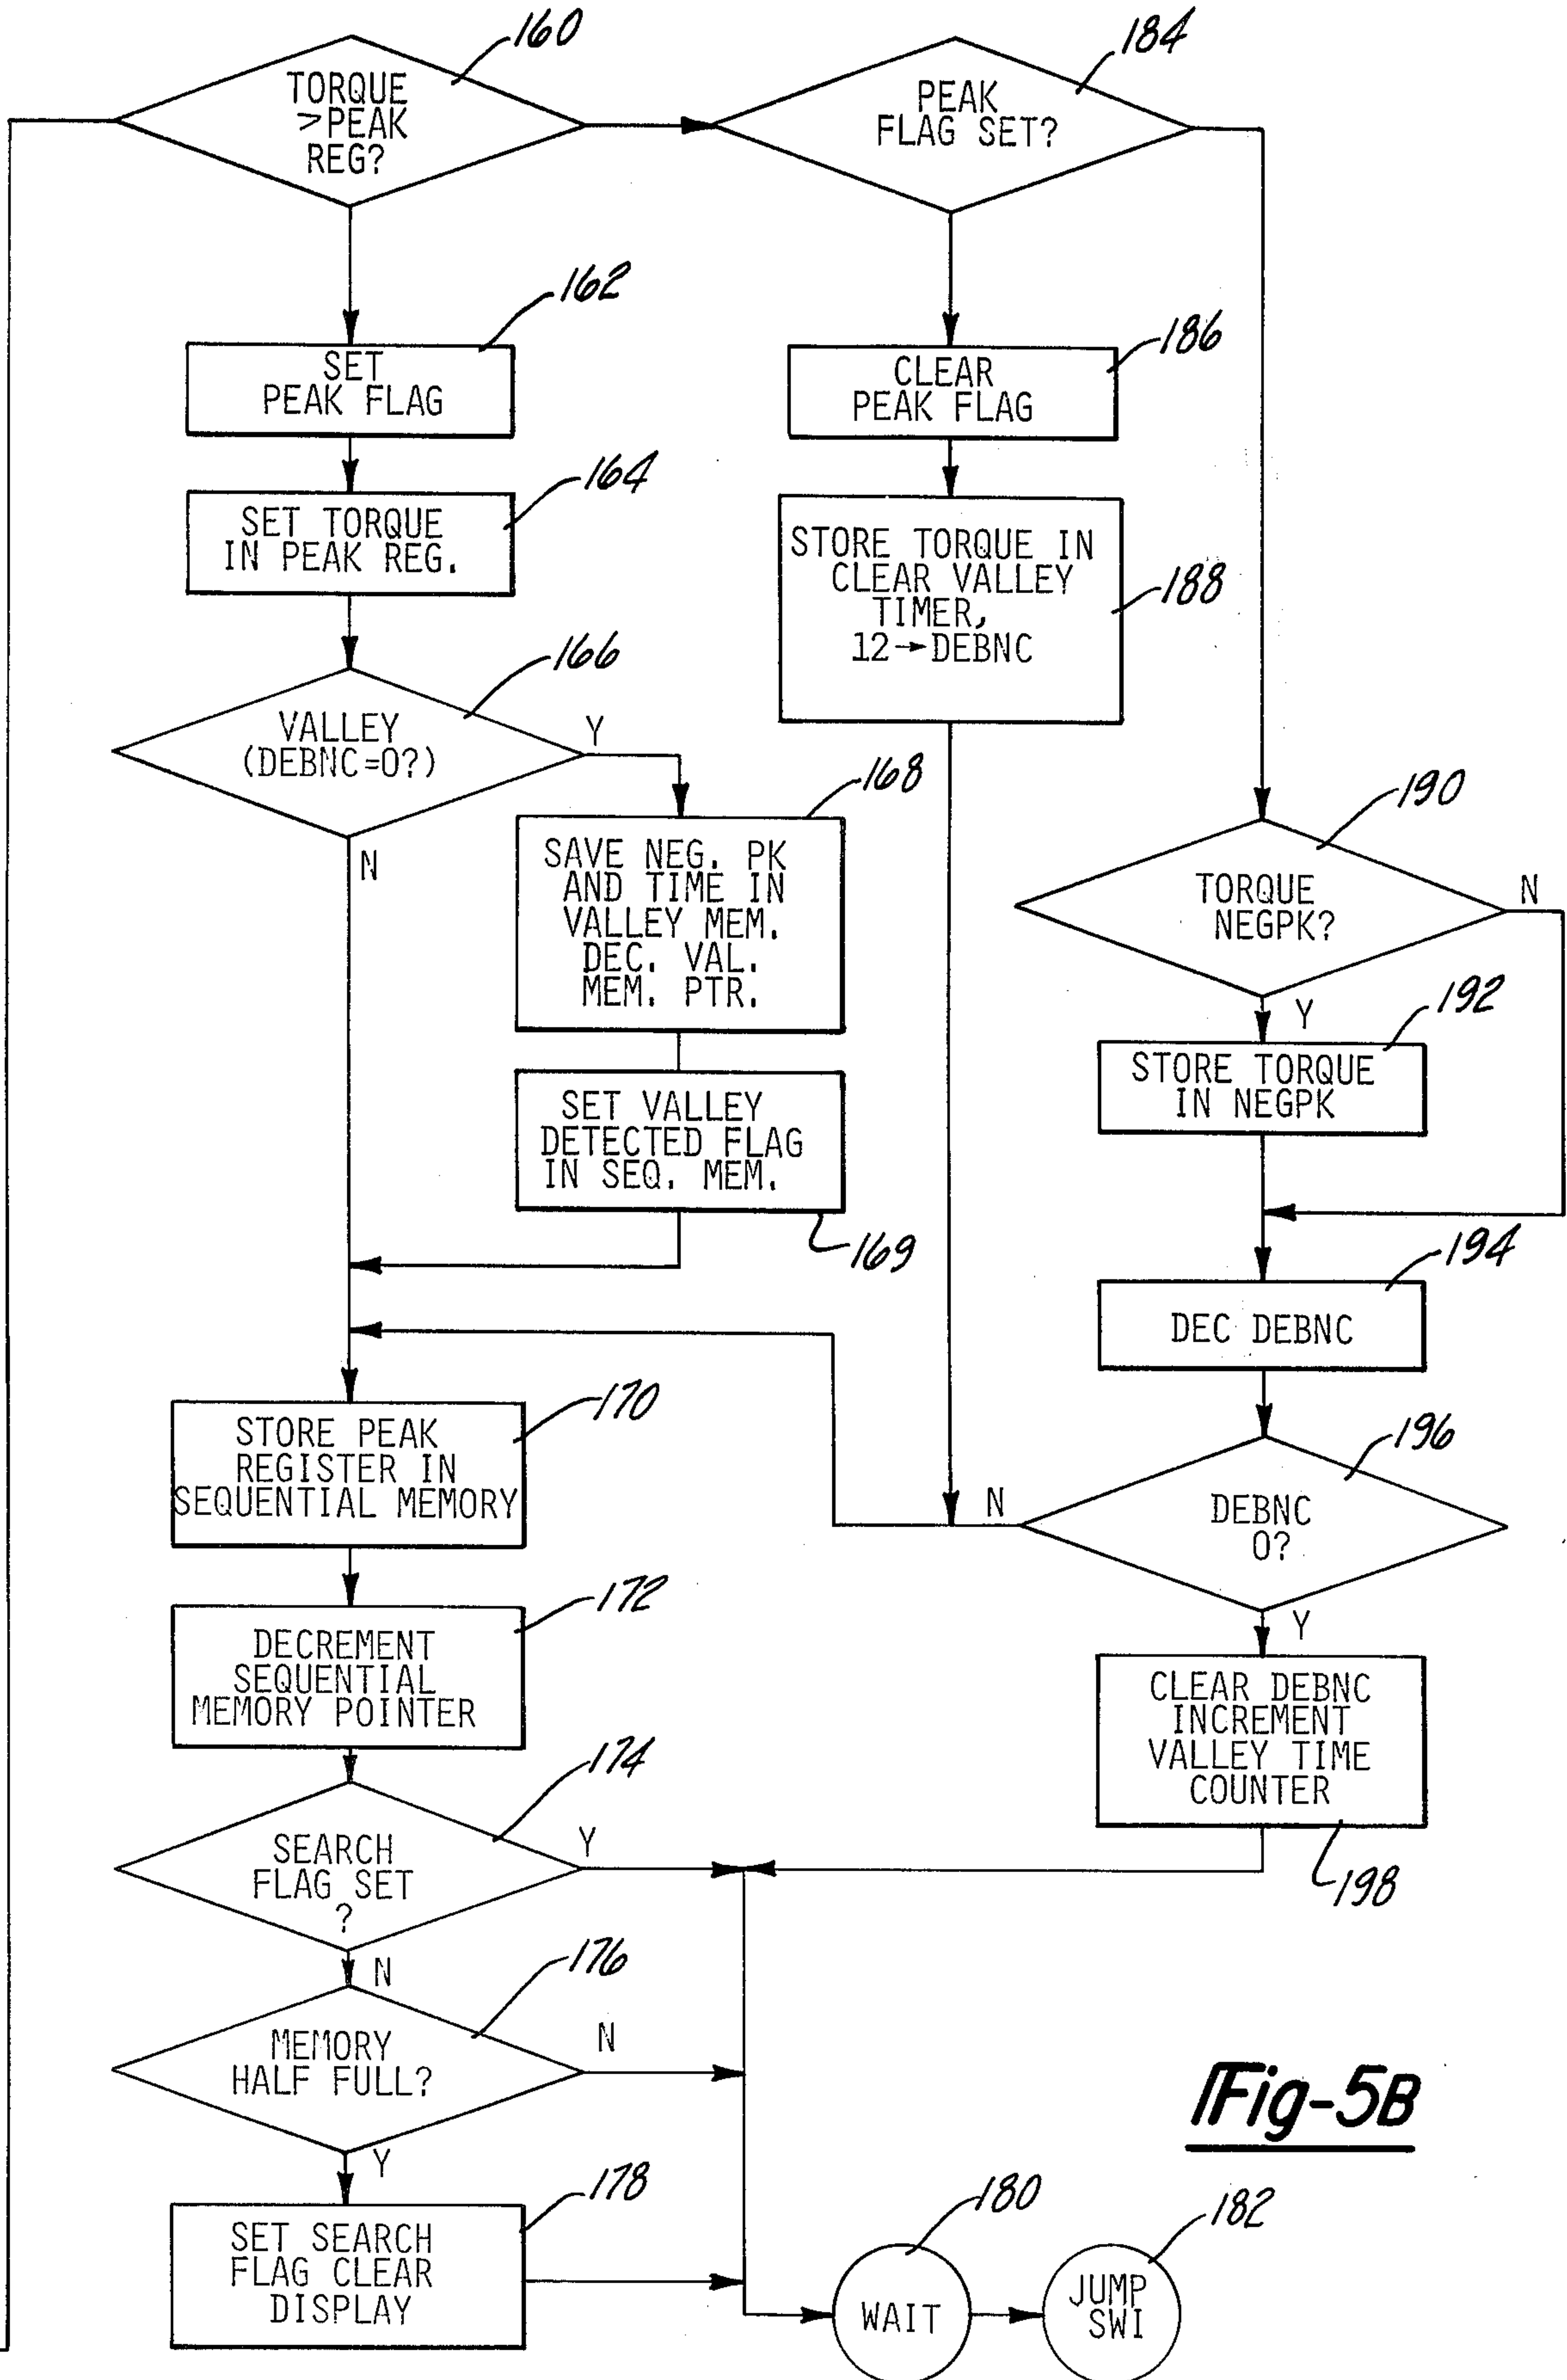 160
TORQUE
>PEAK
REG?
184
PEAK
FLAG SET?
162
SET
PEAK FLAG
186
CLEAR
PEAK FLAG
164
SET TORQUE
IN PEAK REG.
188
STORE TORQUE IN
CLEAR VALLEY
TIMER,
12→DEBNC
166
VALLEY
(DEBNC=0?)
Y
N
168
SAVE NEG. PK
AND TIME IN
VALLEY MEM.
DEC. VAL.
MEM. PTR.
190
TORQUE
NEGPK?
N
Y
192
STORE TORQUE
IN NEGPK
SET VALLEY
DETECTED FLAG
IN SEQ. MEM.
169
194
DEC DEBNC
170
STORE PEAK
REGISTER IN
SEQUENTIAL MEMORY
196
DEBNC
0?
N
Y
172
DECREMENT
SEQUENTIAL
MEMORY POINTER
CLEAR DEBNC
INCREMENT
VALLEY TIME
COUNTER
198
174
SEARCH
FLAG SET
?
Y
N
176
MEMORY
HALF FULL?
N
Y
178
SET SEARCH
FLAG CLEAR
DISPLAY
180
WAIT
182
JUMP
SWI
Fig-5B